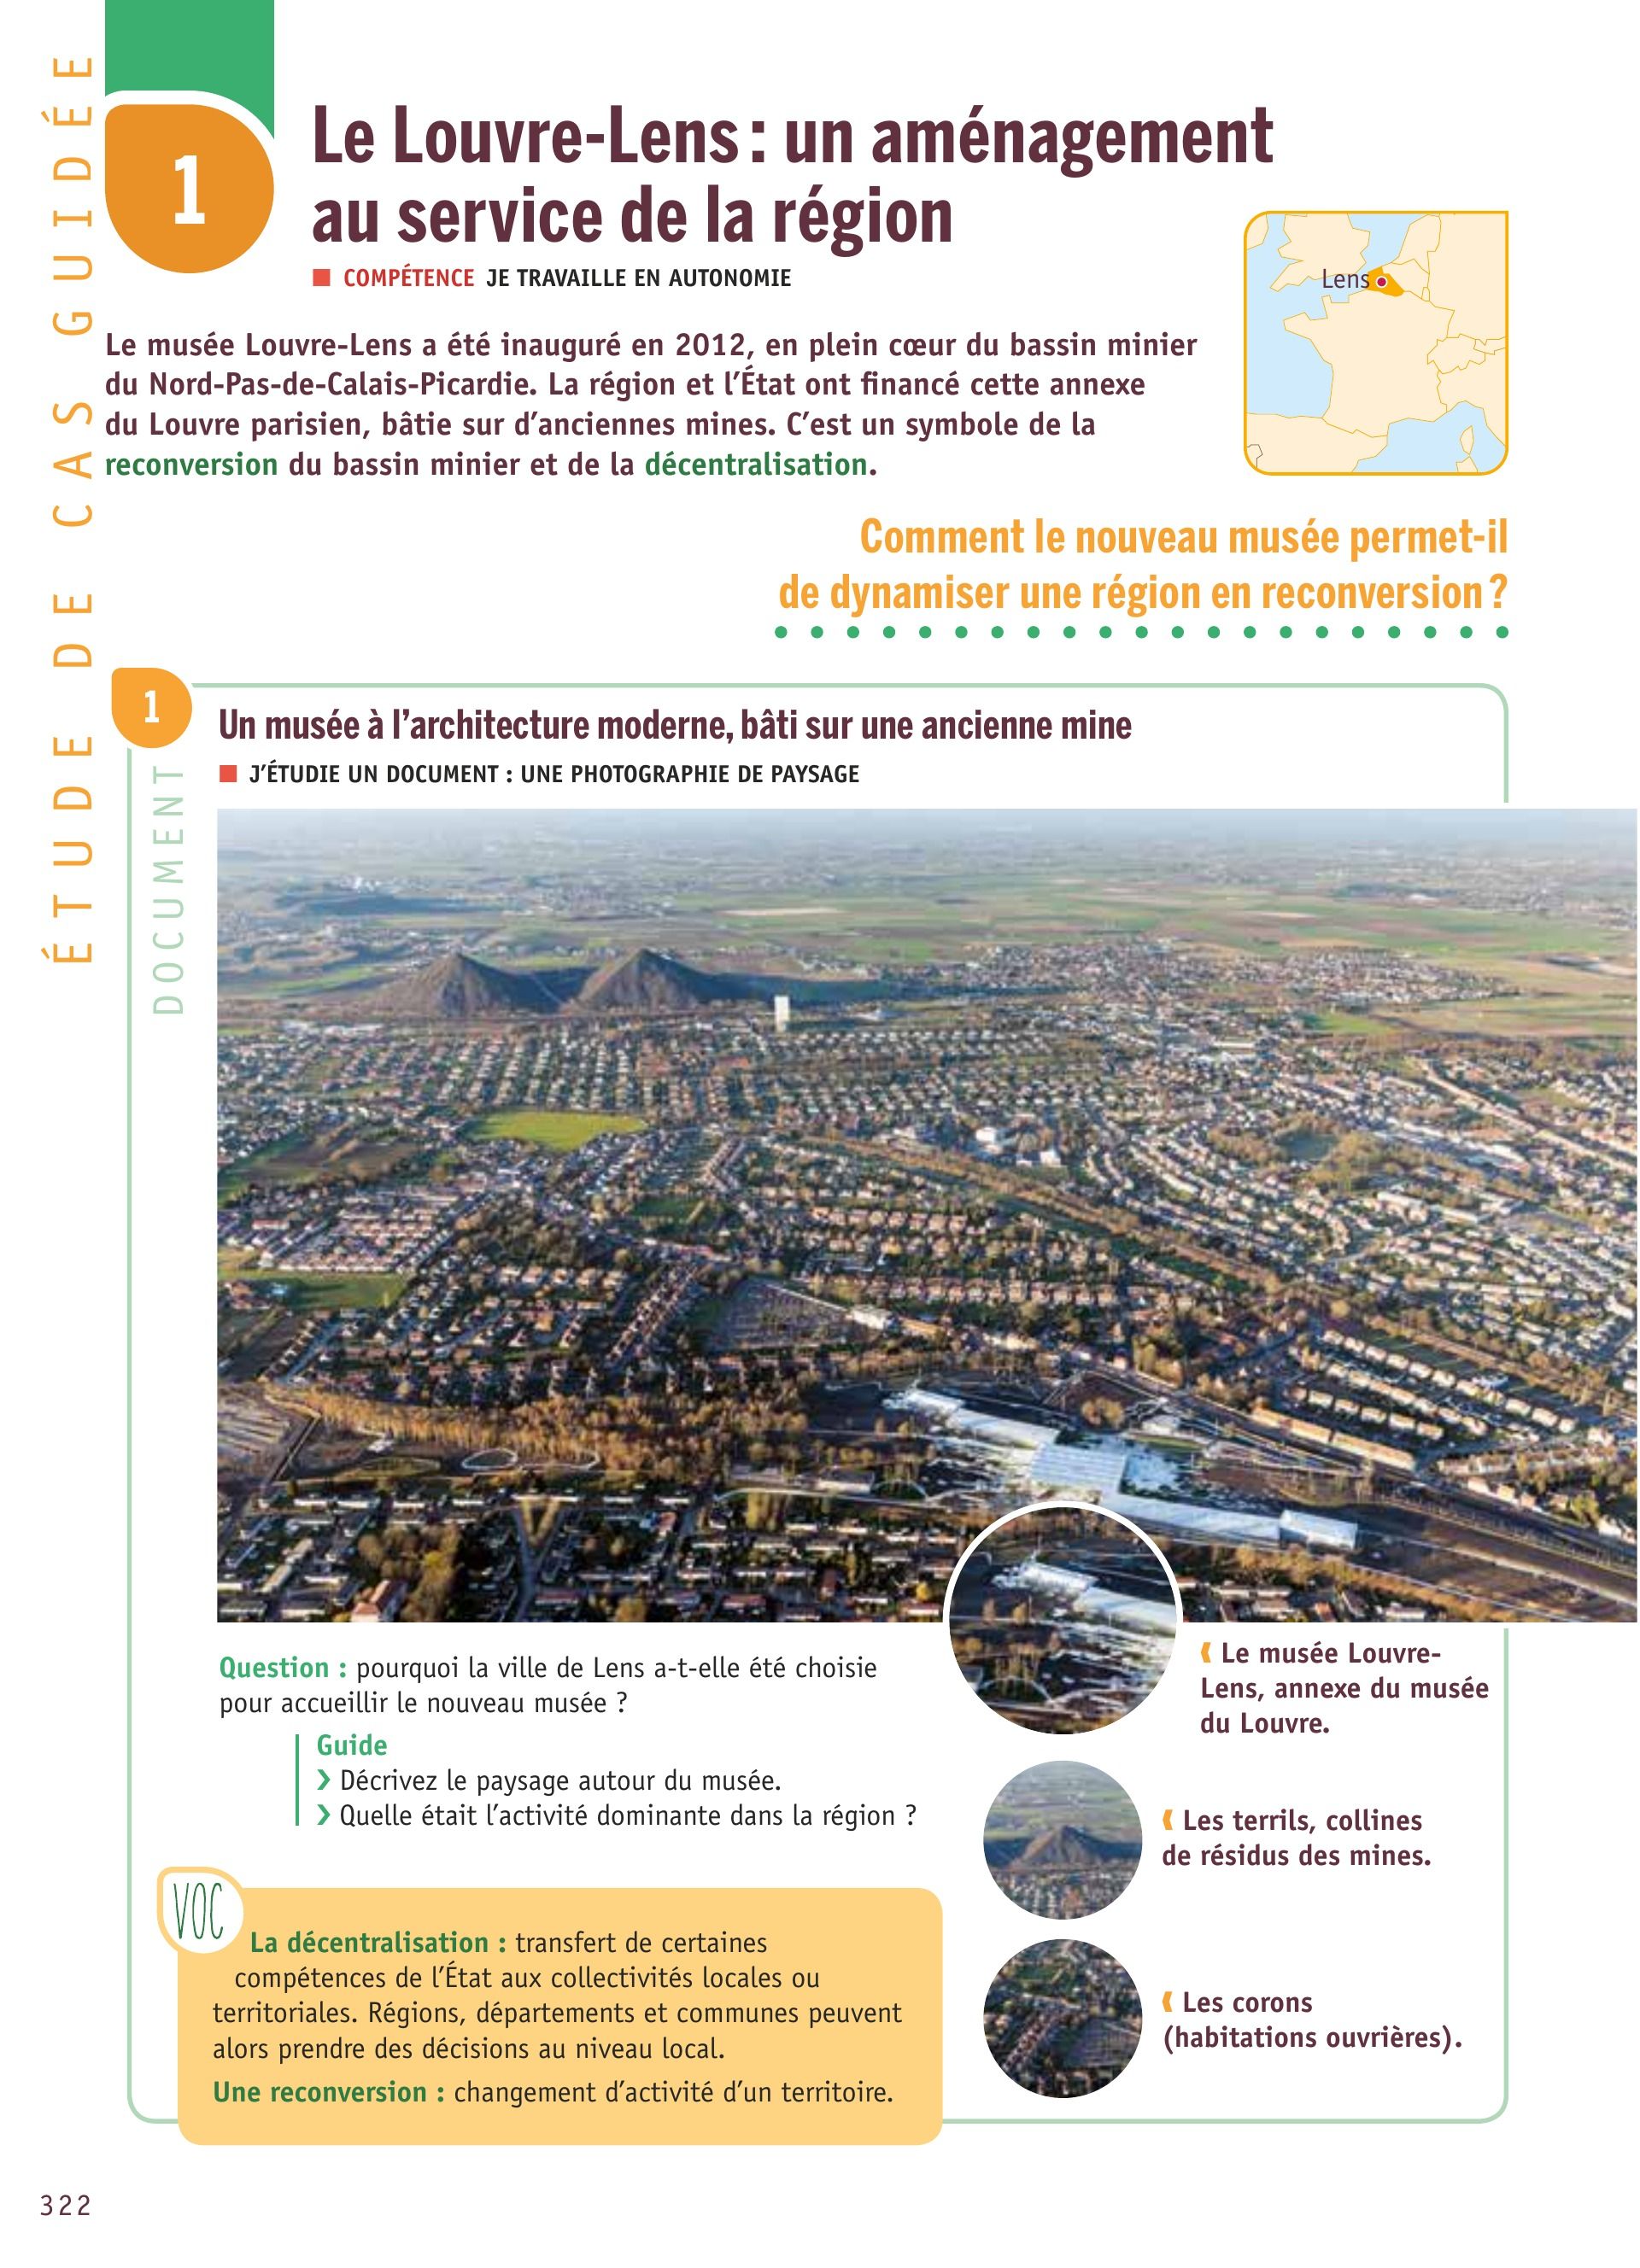 ÉTUDE DE CAS GUIDÉE
1
Le Louvre-Lens : un aménagement
au service de la région
COMPÉTENCE JE TRAVAILLE EN AUTONOMIE
Lens
Le musée Louvre-Lens a été inauguré en 2012, en plein cœur du bassin minier
du Nord-Pas-de-Calais-Picardie. La région et l’État ont financé cette annexe
du Louvre parisien, bâtie sur d’anciennes mines. C’est un symbole de la
reconversion du bassin minier et de la décentralisation.
Comment le nouveau musée permet-il
de dynamiser une région en reconversion ?
1
DOCUMENT
Un musée à l’architecture moderne, bâti sur une ancienne mine
J’ÉTUDIE UN DOCUMENT : UNE PHOTOGRAPHIE DE PAYSAGE
Question : pourquoi la ville de Lens a-t-elle été choisie
pour accueillir le nouveau musée ?
Guide
› Décrivez le paysage autour du musée.
› Quelle était l’activité dominante dans la région ?
Le musée Louvre-
Lens, annexe du musée
du Louvre.
Les terrils, collines
de résidus des mines.
Les corons
(habitations ouvrières).
VOC
La décentralisation : transfert de certaines
compétences de l’État aux collectivités locales ou
territoriales. Régions, départements et communes peuvent
alors prendre des décisions au niveau local.
Une reconversion : changement d’activité d’un territoire.
322